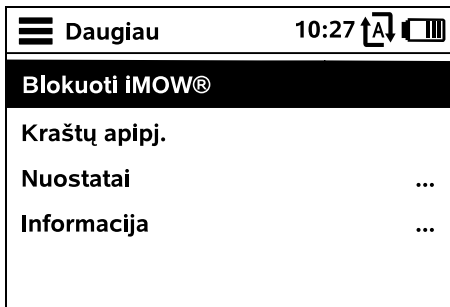 Daugiau 10:27 A
Blokuoti iMOW®
Kraštų apipj.
Nuostatai ...
Informacija ...